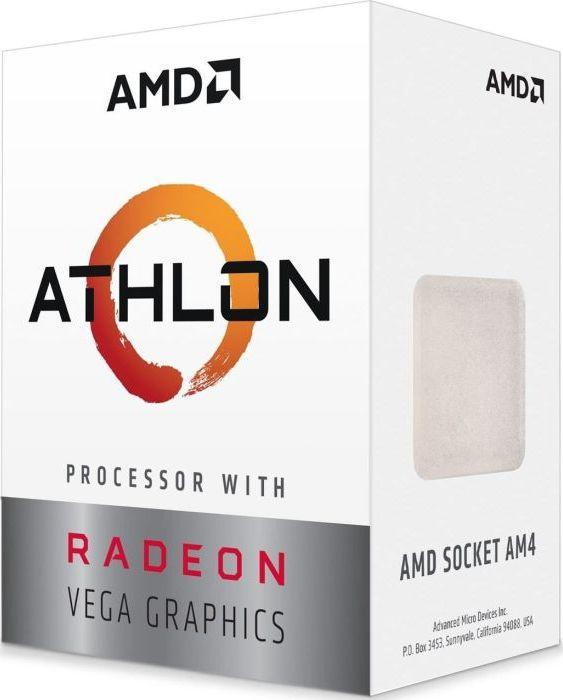 AMD
ATHLON
PROCESSOR WITH
RADEON
VEGA GRAPHICS
AMD
AMD SOCKET AM4
Advanced Micro Devices Inc.
P.O. Box 3453, Sunnyvale, California 94088, USA